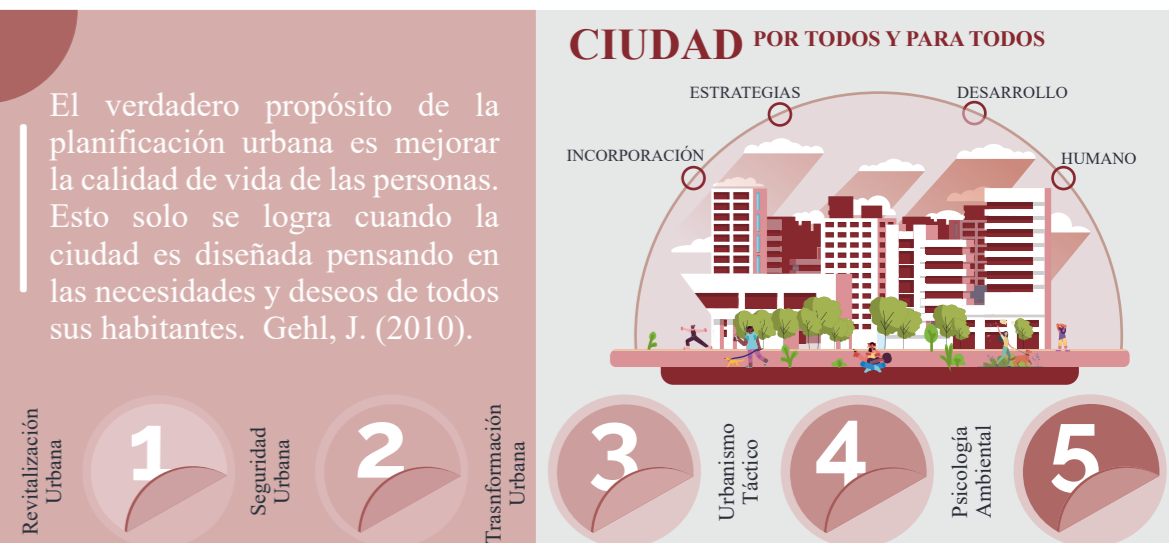 El verdadero propósito de la
planificación urbana es mejorar
la calidad de vida de las personas.
Esto solo se logra cuando la
ciudad es diseñada pensando en
las necesidades y deseos de todos
sus habitantes. Gehl, J. (2010).
CIUDAD POR TODOS Y PARA TODOS
ESTRATEGIAS
DESARROLLO
INCORPORACIÓN
HUMANO
Revitalización
Urbana
1
Seguridad
Urbana
2
Trasnformación
Urbana
3
Urbanismo
Táctico
4
Psicología
Ambiental
5